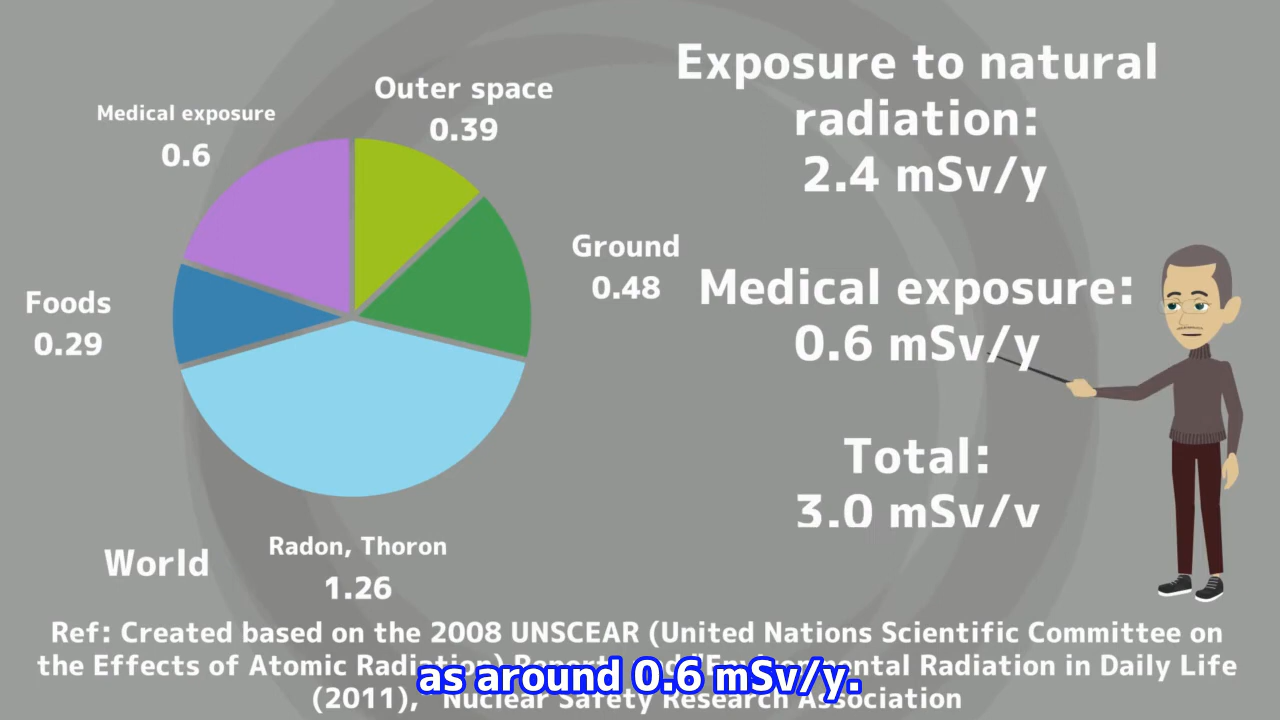 Exposure to natural
radiation:
2.4 mSv/y
Medical exposure:
0.6 mSv/y
Total:
3.0 mSv/y
Outer space
0.39
Medical exposure
0.6
Ground
0.48
Foods
0.29
World
Radon, Thoron
1.26
Ref: Created based on the 2008 UNSCEAR (United Nations Scientific Committee on
the Effects of Atomic Radiation) Daily Life
(2011)," Nuclear Safety Research Association
as around 0.6 mSv/y.